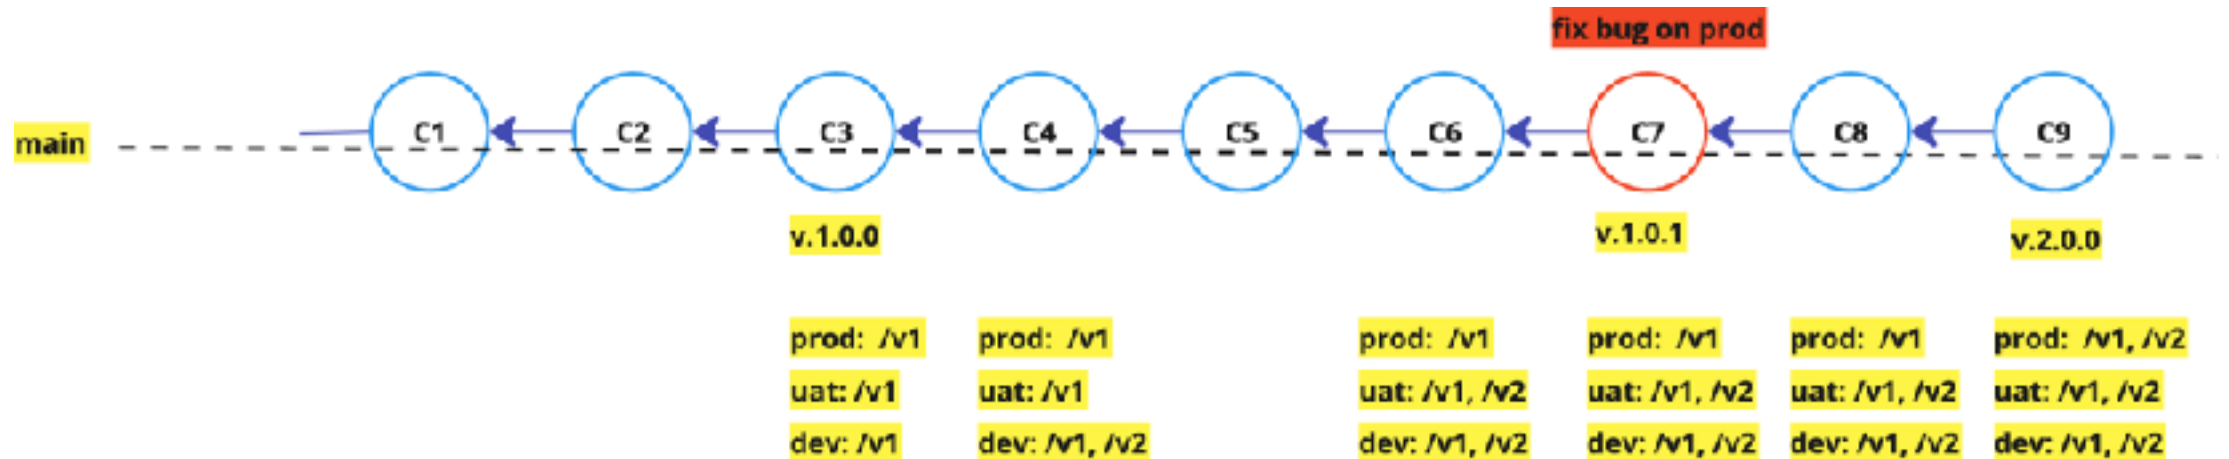 fix bug on prod
main
C1
C2
C3
C4
C5
C6
C7
C8
C9
v.1.0.0
v.1.0.1
v.2.0.0
prod: /v1
uat: /v1
dev: /v1
prod: /v1
uat: /v1
dev: /v1, /v2
prod: /v1
uat: /v1, /v2
dev: /v1, /v2
prod: /v1
uat: /v1, /v2
dev: /v1, /v2
prod: /v1
uat: /v1, /v2
dev: /v1, /v2
prod: /v1, /v2
uat: /v1, /v2
dev: /v1, /v2